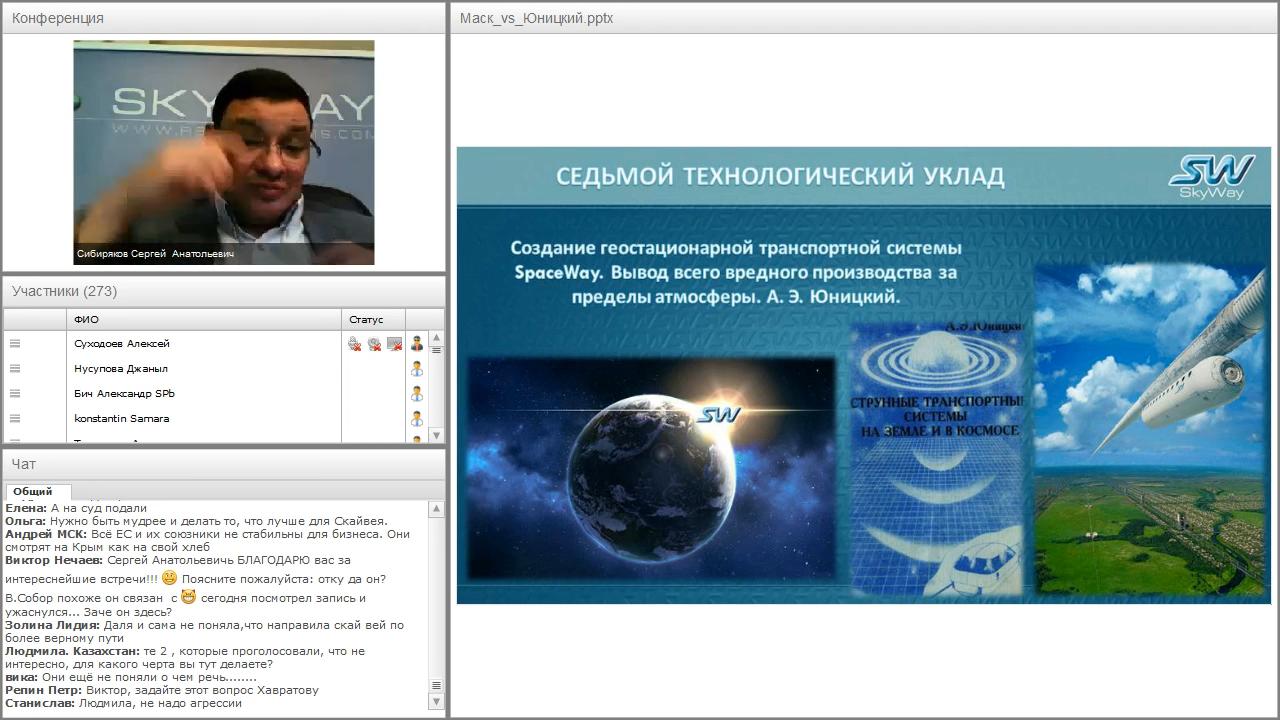 Конференция
SKYWAY
Сибиряков Сергей Анатольевич
Участники (273)
ФИО
Статус
Суходоев Алексей
Нусупова Джаныл
Бич Александр SPb
konstantin Samara
Чат
Общий
Елена: А на суд подали
Ольга: Нужно быть мудрее и делать то, что лучше для Скайвея.
Андрей МСК: Всё ЕС и их союзники не стабильны для бизнеса. Они
смотрят на Крым как на свой хлеб
Виктор Нечаев: Сергей Анатольевичь БЛАГОДАРЮ вас за
интереснейшие встречи!!! Поясните пожалуйста: отку да он?
В.Собор похоже он связан с сегодня посмотрел запись и
ужаснулся... Заче он здесь?
Золина Лидия: Даля и сама не поняла,что направила скай вей по
более верному пути
Людмила. Казахстан: те 2 , которые проголосовали, что не
интересно, для какого черта вы тут делаете?
вика: Они ещё не поняли о чем речь........
Репин Петр: Виктор, задайте этот вопрос Хавратову
Станислав: Людмила, не надо агрессии
Маск_vs_Юницкий.pptx
СЕДЬМОЙ ТЕХНОЛОГИЧЕСКИЙ УКЛАД
SW
SkyWay
Создание геостационарной транспортной системы
SpaceWay. Вывод всего вредного производства за
пределы атмосферы. А. Э. Юницкий.
SW
СТРУННЫЕ ТРАНСПОРТНЫ
СИСТЕМЫ
НА ЗЕМЛЕ И В КОСМОСЕ